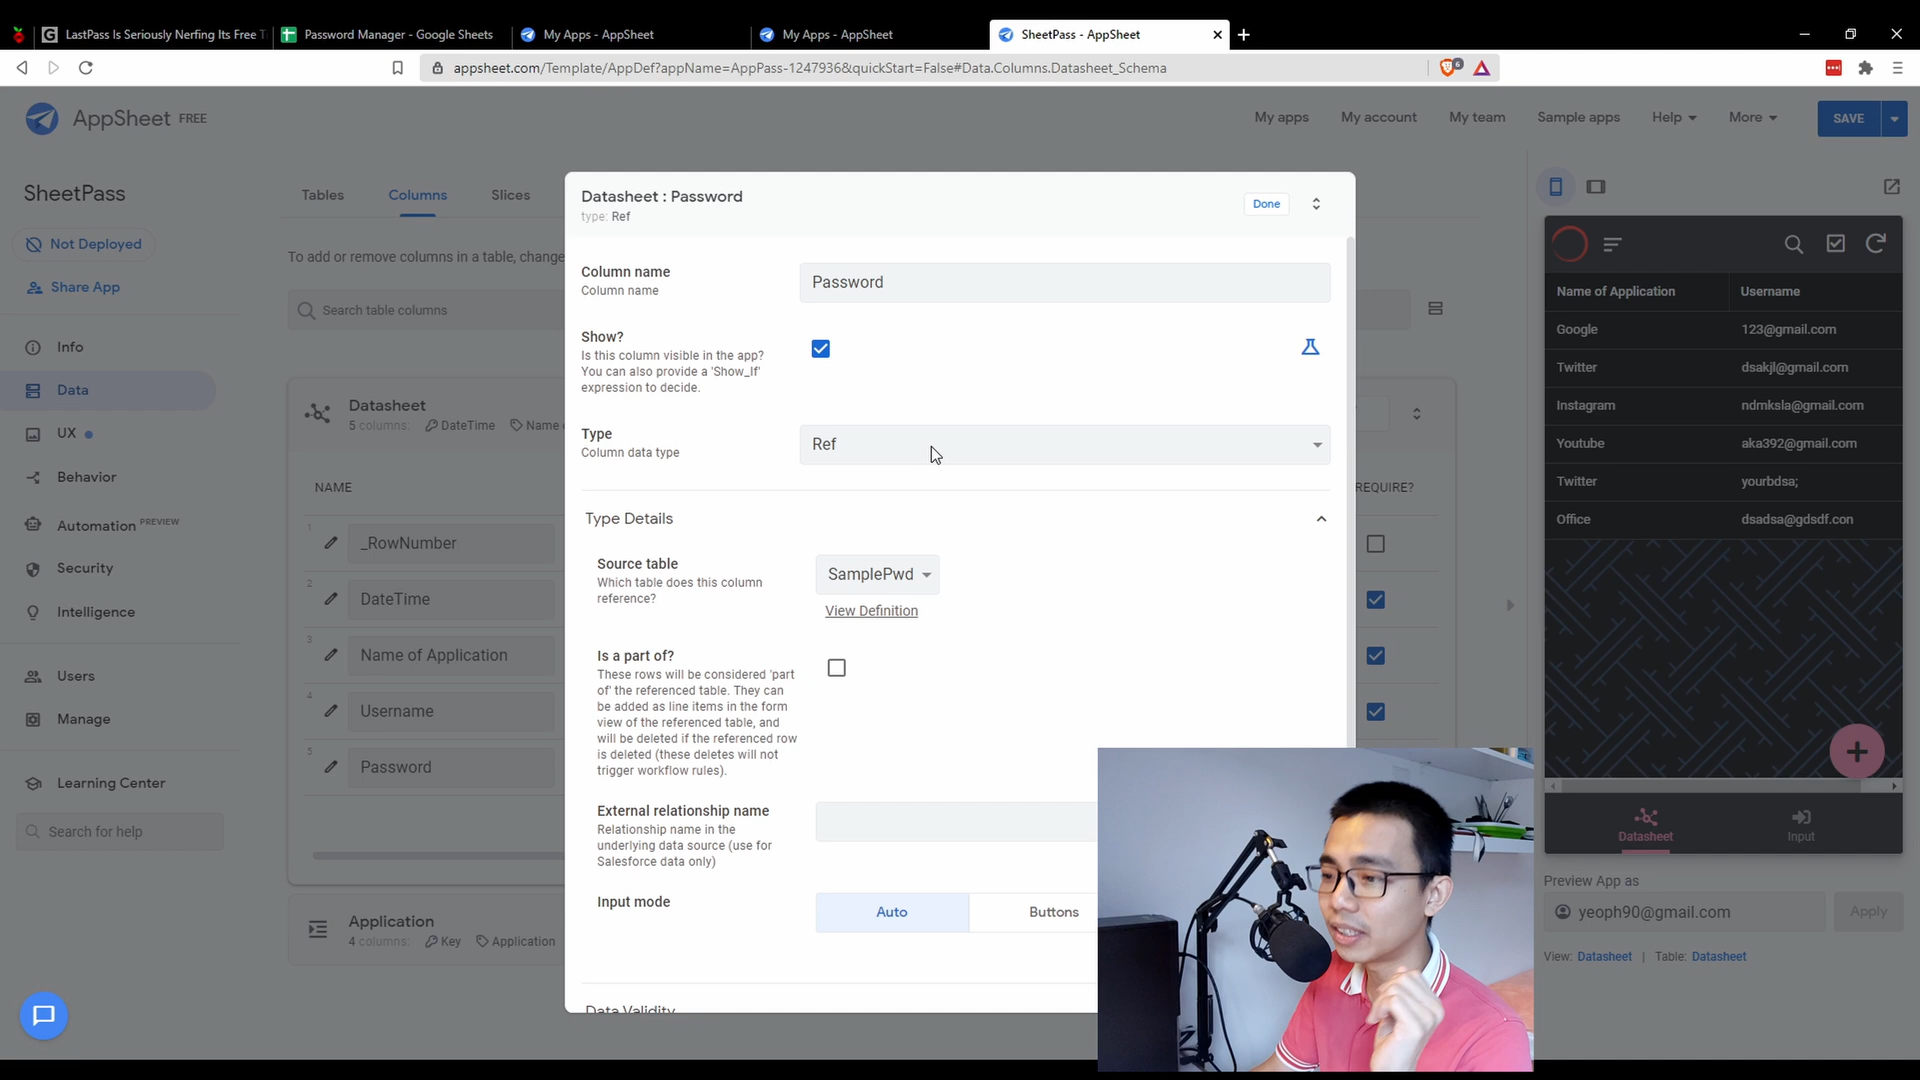 LastPass Is Seriously Nerfing Its Free T
Password Manager - Google Sheets
My Apps - AppSheet
My Apps - AppSheet
SheetPass - AppSheet
appsheet.com/Template/AppDef?appName=AppPass-1247936&quickStart=False#Data.Columns.Datasheet_Schema
6
AppSheet FREE
My apps
My account
My team
Sample apps
Help
More
SAVE
SheetPass
Not Deployed
Share App
Info
Data
UX
Behavior
Automation PREVIEW
Security
Intelligence
Users
Manage
Learning Center
Search for help
Tables
Columns
Slices
To add or remove columns in a table, change
Search table columns
Datasheet
5 columns: DateTime Name
NAME
REQUIRE?
1
_RowNumber
2
DateTime
3
Name of Application
4
Username
5
Password
Application
4 columns: Key Application
Datasheet : Password
type: Ref
Done
Column name
Column name
Password
Show?
Is this column visible in the app?
You can also provide a 'Show_If'
expression to decide.
Type
Column data type
Ref
Type Details
Source table
Which table does this column
reference?
SamplePwd
View Definition
Is a part of?
These rows will be considered 'part
of' the referenced table. They can
be added as line items in the form
view of the referenced table, and
will be deleted if the referenced row
is deleted (these deletes will not
trigger workflow rules).
External relationship name
Relationship name in the
underlying data source (use for
Salesforce data only)
Input mode
Auto
Buttons
Data Validity
Name of Application
Username
Google
123@gmail.com
Twitter
dsakjl@gmail.com
Instagram
ndmksla@gmail.com
Youtube
aka392@gmail.com
Twitter
yourbdsa;
Office
dsadsa@gdsdf.con
Datasheet
Input
Preview App as
yeoph90@gmail.com
Apply
View: Datasheet | Table: Datasheet